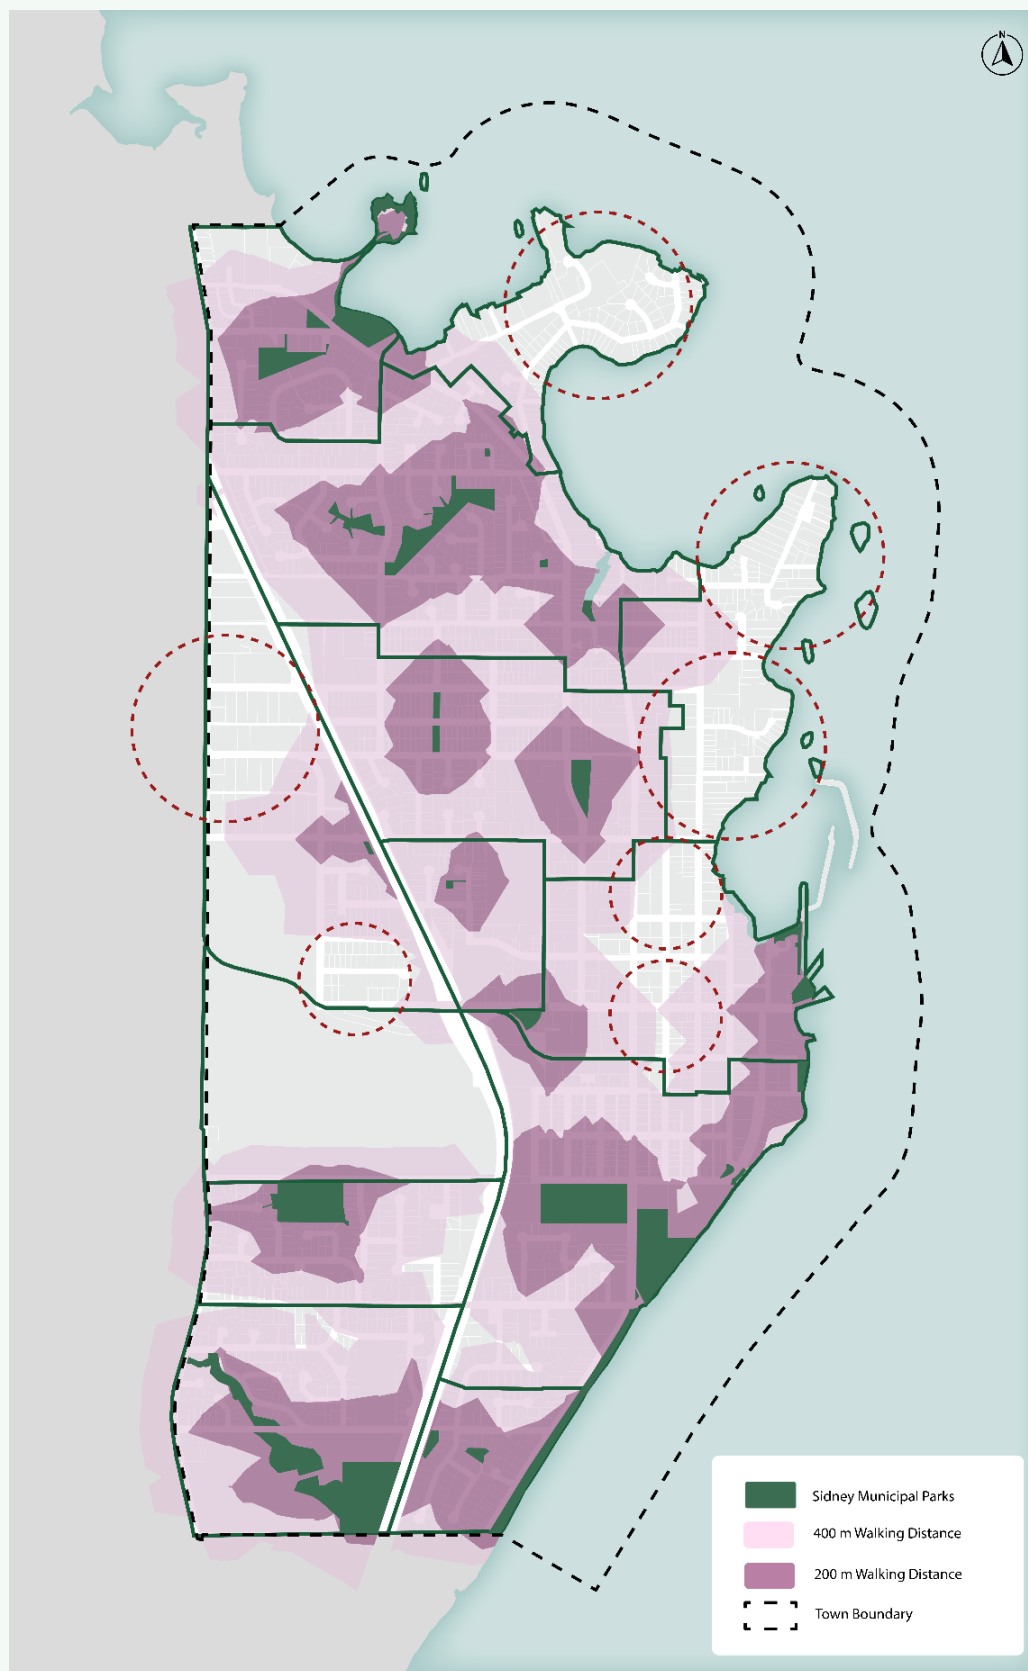 N
Sidney Municipal Parks
400 m Walking Distance
200 m Walking Distance
Town Boundary